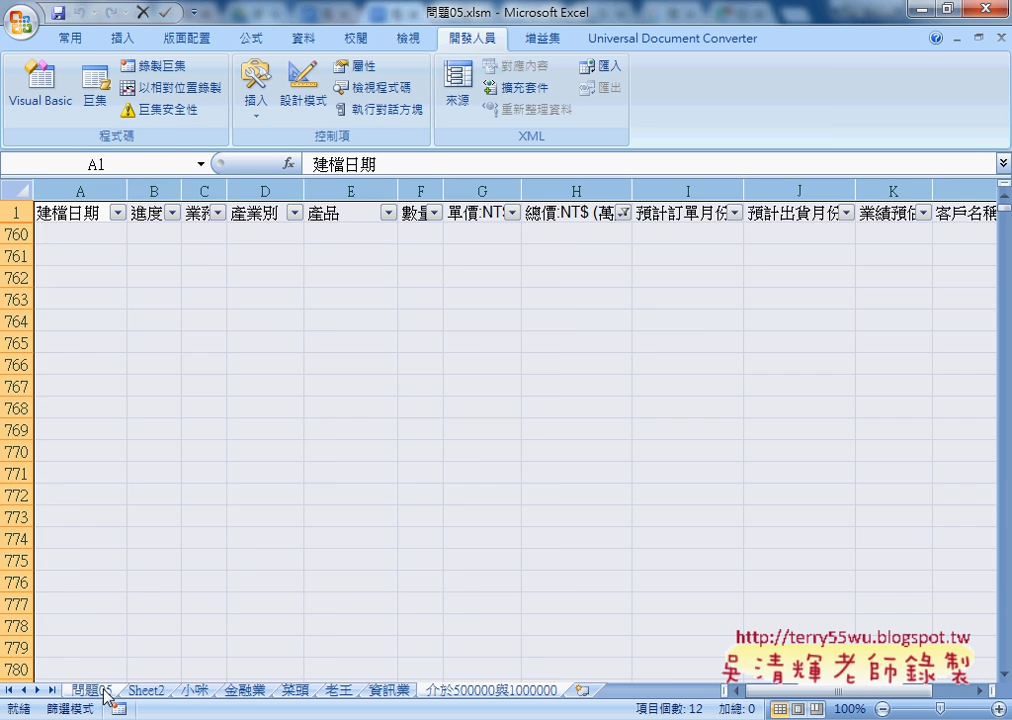 問題05.xlsm - Microsoft Excel
常用 插入 版面配置 公式 資料 校閱 檢視 開發人員 增益集 Universal Document Converter
Visual Basic 巨集 錄製巨集 以相對位置錄製 巨集安全性
插入 設計模式 屬性 檢視程式碼 執行對話方塊
來源 對應內容 擴充套件 重新整理資料 匯入 匯出
程式碼 控制項 XML
A1 fx 建檔日期
A B C D E F G H I J K
1 建檔日期 進度 業務 產業別 產品 數量 單價:NT$ 總價:NT$ (萬 預計訂單月份 預計出貨月份 業績預估 客戶名稱
760
761
762
763
764
765
766
767
768
769
770
771
772
773
774
775
776
777
778
779
780
http://terry55wu.blogspot.tw
吳清輝老師錄製
問題05 Sheet2 小咪 金融業 菜頭 老王 資訊業 介於500000與1000000
就緒 篩選模式 項目個數: 12 加總: 0 100%